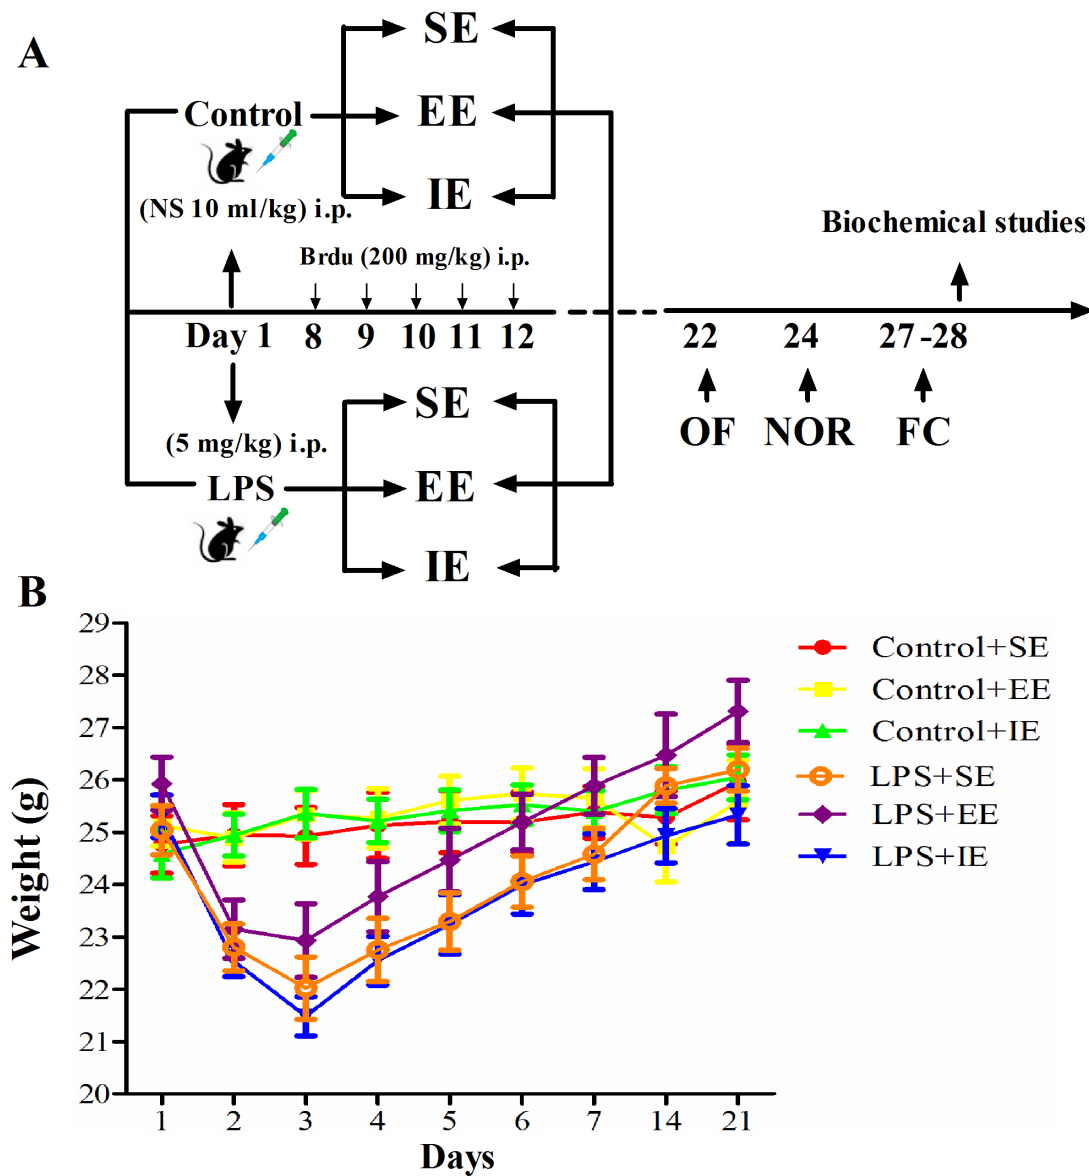 A
SE
Control
EE
IE
(NS 10 ml/kg) i.p.
Biochemical studies
Brdu (200 mg/kg) i.p.
Day 1 8 9 10 11 12 22 24 27-28
SE
OF NOR FC
(5 mg/kg) i.p.
LPS
EE
IE
B
29
28
27
26
25
24
23
22
21
20
Weight (g)
1 2 3 4 5 6 7 14 21
Days
Control+SE
Control+EE
Control+IE
LPS+SE
LPS+EE
LPS+IE